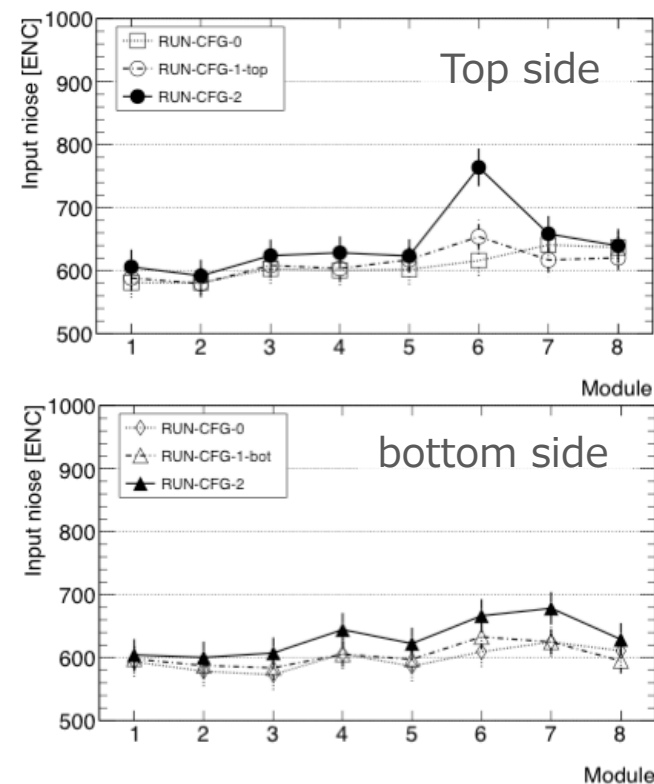 1000
900
800
700
600
500
Input niose [ENC]
RUN-CFG-0
RUN-CFG-1-top
RUN-CFG-2
Top side
1 2 3 4 5 6 7 8
Module
1000
900
800
700
600
500
Input niose [ENC]
RUN-CFG-0
RUN-CFG-1-bot
RUN-CFG-2
bottom side
1 2 3 4 5 6 7 8
Module